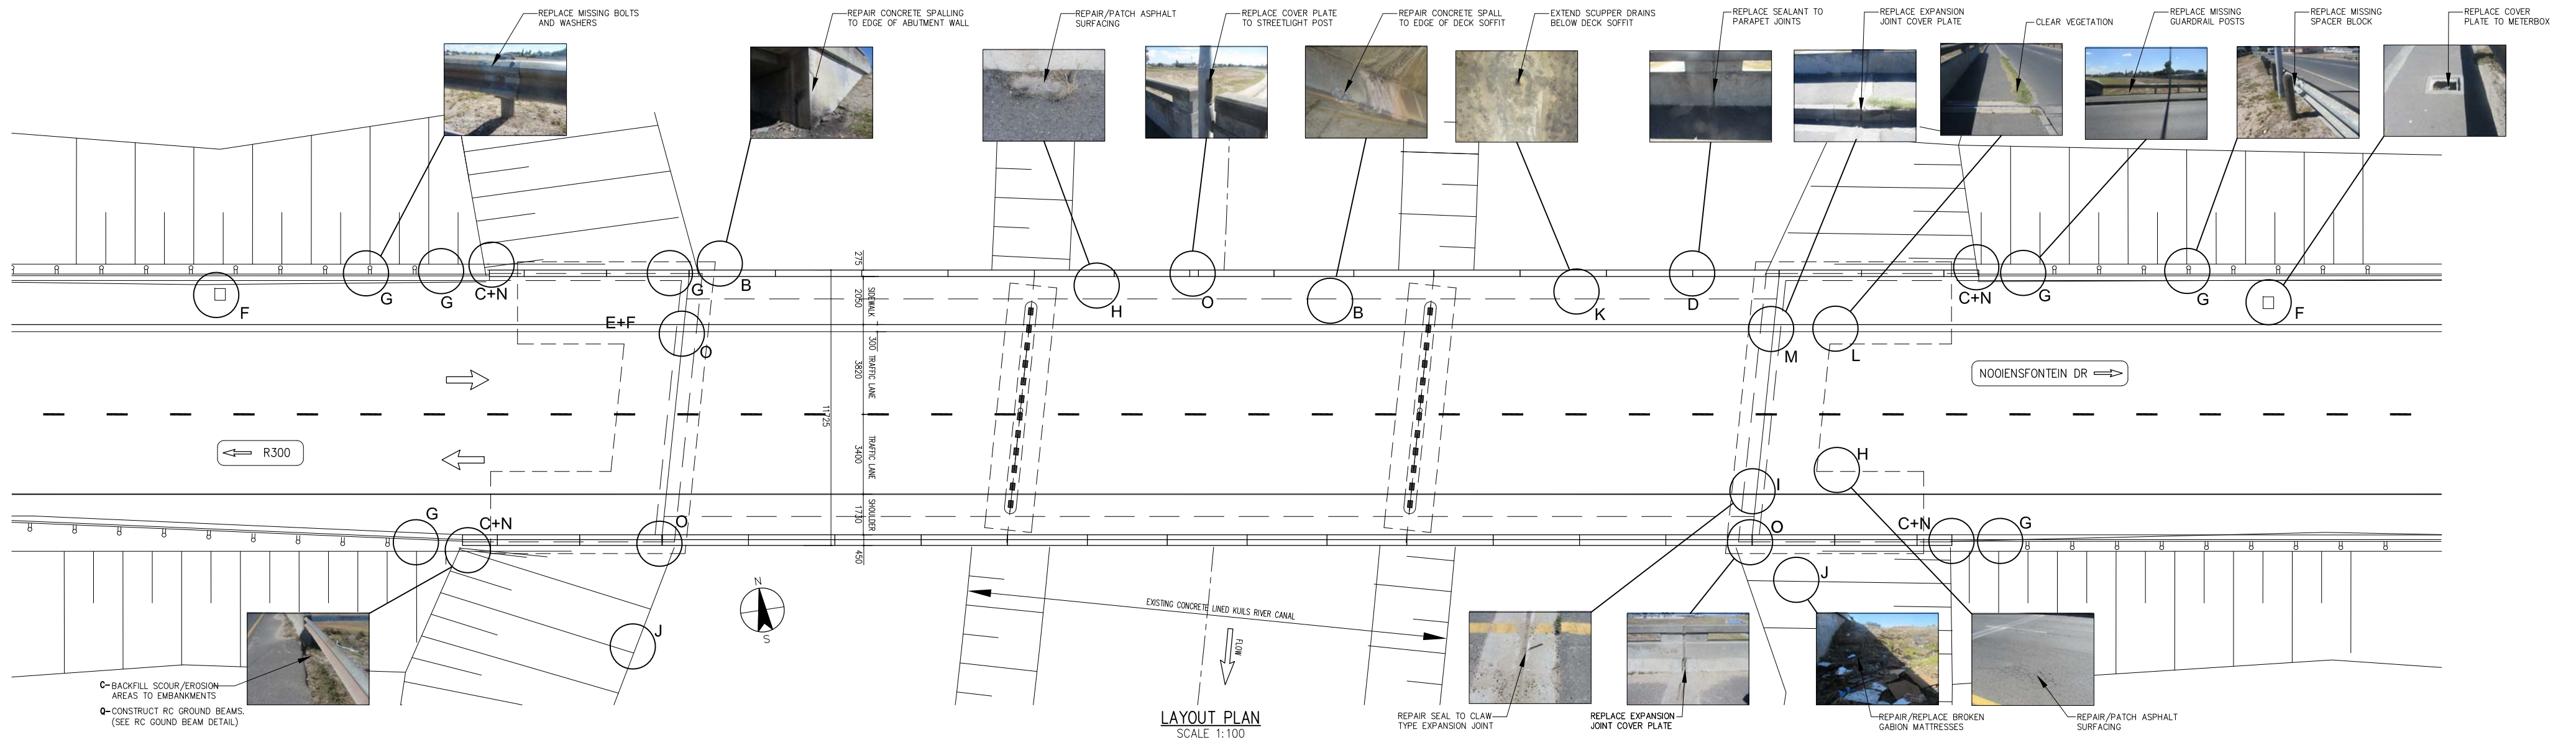 REPLACE MISSING BOLTS
AND WASHERS
REPAIR CONCRETE SPALLING
TO EDGE OF ABUTMENT WALL
REPAIR/PATCH ASPHALT
SURFACING
REPLACE COVER PLATE
TO STREETLIGHT POST
REPAIR CONCRETE SPALL
TO EDGE OF DECK SOFFIT
EXTEND SCUPPER DRAINS
BELOW DECK SOFFIT
REPLACE SEALANT TO
PARAPET JOINTS
REPLACE EXPANSION
JOINT COVER PLATE
CLEAR VEGETATION
REPLACE MISSING
GUARDRAIL POSTS
REPLACE MISSING
SPACER BLOCK
REPLACE COVER
PLATE TO METERBOX
F
G
G
C+N
G
B
H
O
B
K
D
C+N
G
G
F
E+F
O
M
L
275
2050
SIDEWALK
300
3820
TRAFFIC LANE
11725
3400
TRAFFIC LANE
1730
SHOULDER
450
NOOIENSFONTEIN DR
R300
H
I
G
C+N
O
O
C+N
G
J
J
N
S
EXISTING CONCRETE LINED KUILS RIVER CANAL
FLOW
C-BACKFILL SCOUR/EROSION
AREAS TO EMBANKMENTS
Q-CONSTRUCT RC GROUND BEAMS.
(SEE RC GOUND BEAM DETAIL)
LAYOUT PLAN
SCALE 1:100
REPAIR SEAL TO CLAW
TYPE EXPANSION JOINT
REPLACE EXPANSION
JOINT COVER PLATE
REPAIR/REPLACE BROKEN
GABION MATTRESSES
REPAIR/PATCH ASPHALT
SURFACING